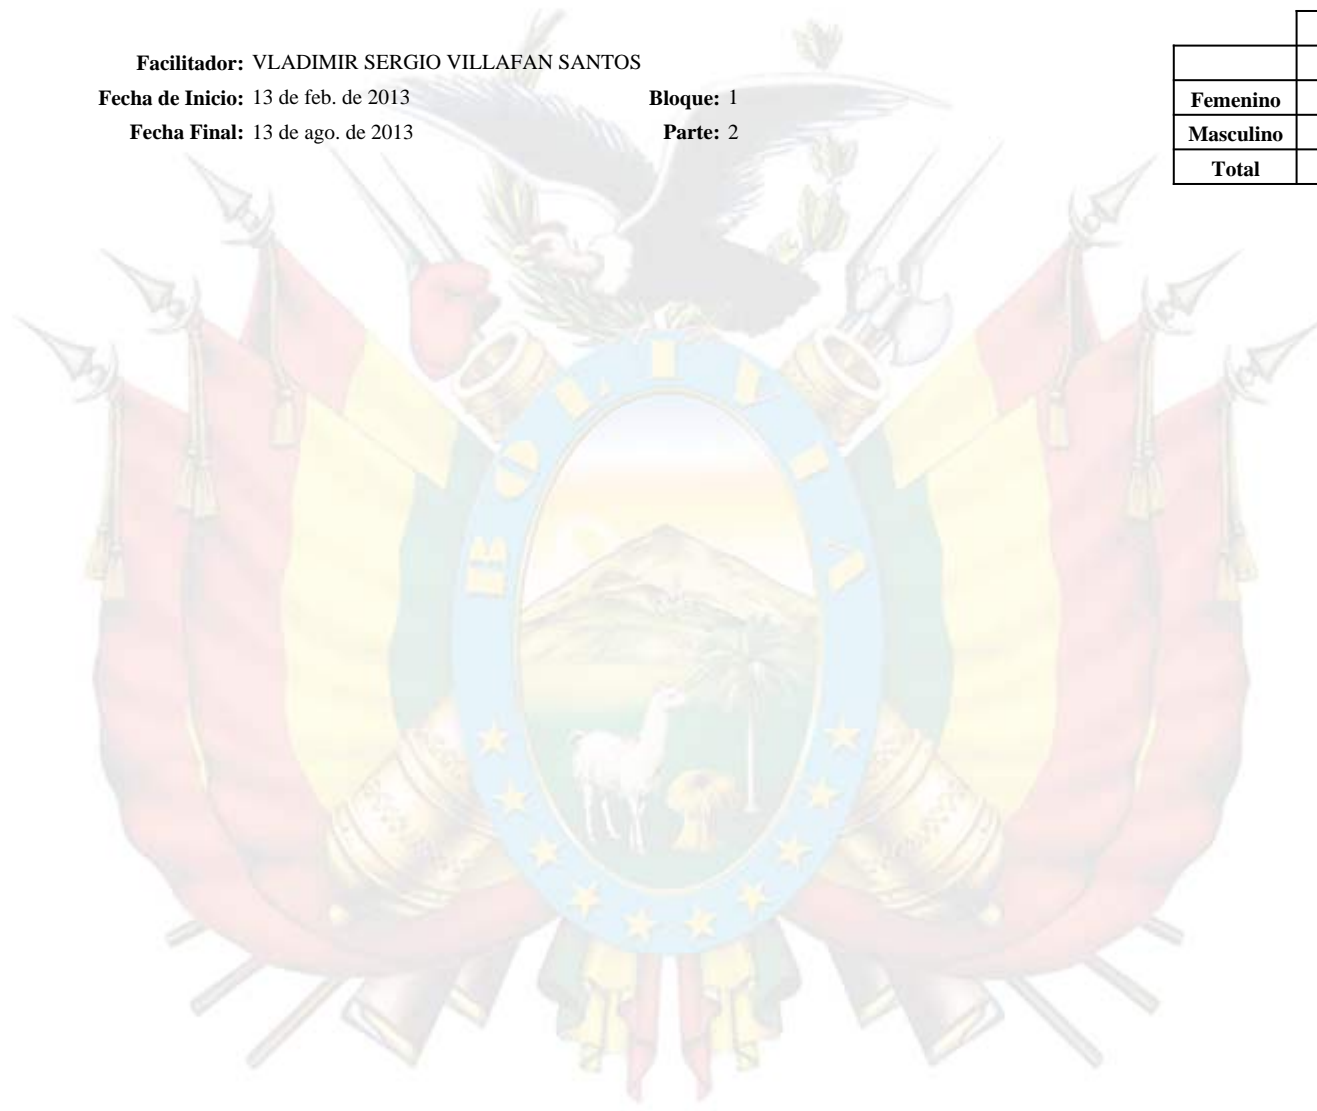 Facilitador: VLADIMIR SERGIO VILLAFAN SANTOS
Fecha de Inicio: 13 de feb. de 2013 Bloque: 1
Fecha Final: 13 de ago. de 2013 Parte: 2
Femenino
Masculino
Total
BOLIVIA